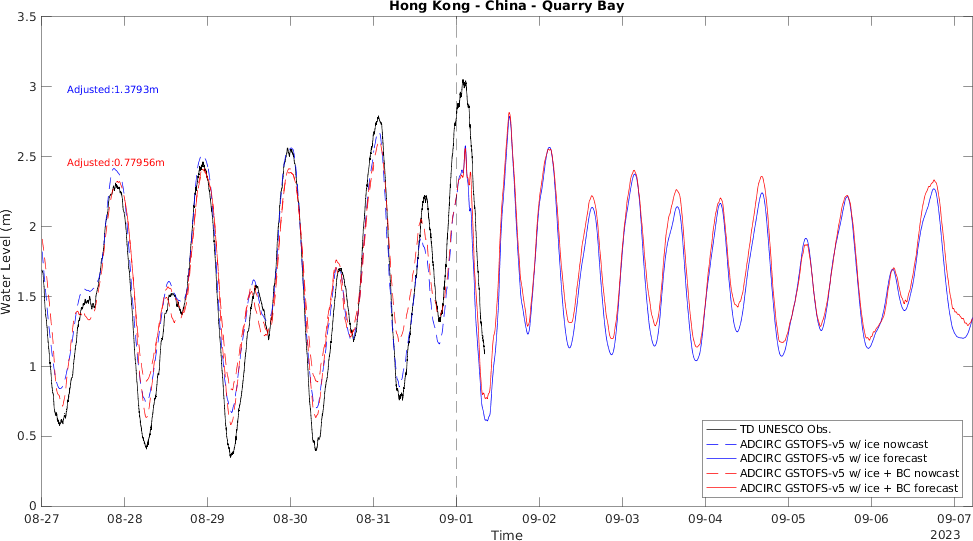 Hong Kong - China - Quarry Bay
3.5
3
2.5
2
1.5
1
0.5
0
Water Level (m)
Adjusted:1.3793m
Adjusted:0.77956m
TD UNESCO Obs.
ADCIRC GSTOFS-v5 w/ ice nowcast
ADCIRC GSTOFS-v5 w/ ice forecast
ADCIRC GSTOFS-v5 w/ ice + BC nowcast
ADCIRC GSTOFS-v5 w/ ice + BC forecast
08-27 08-28 08-29 08-30 08-31 09-01 09-02 09-03 09-04 09-05 09-06 09-07
2023
Time